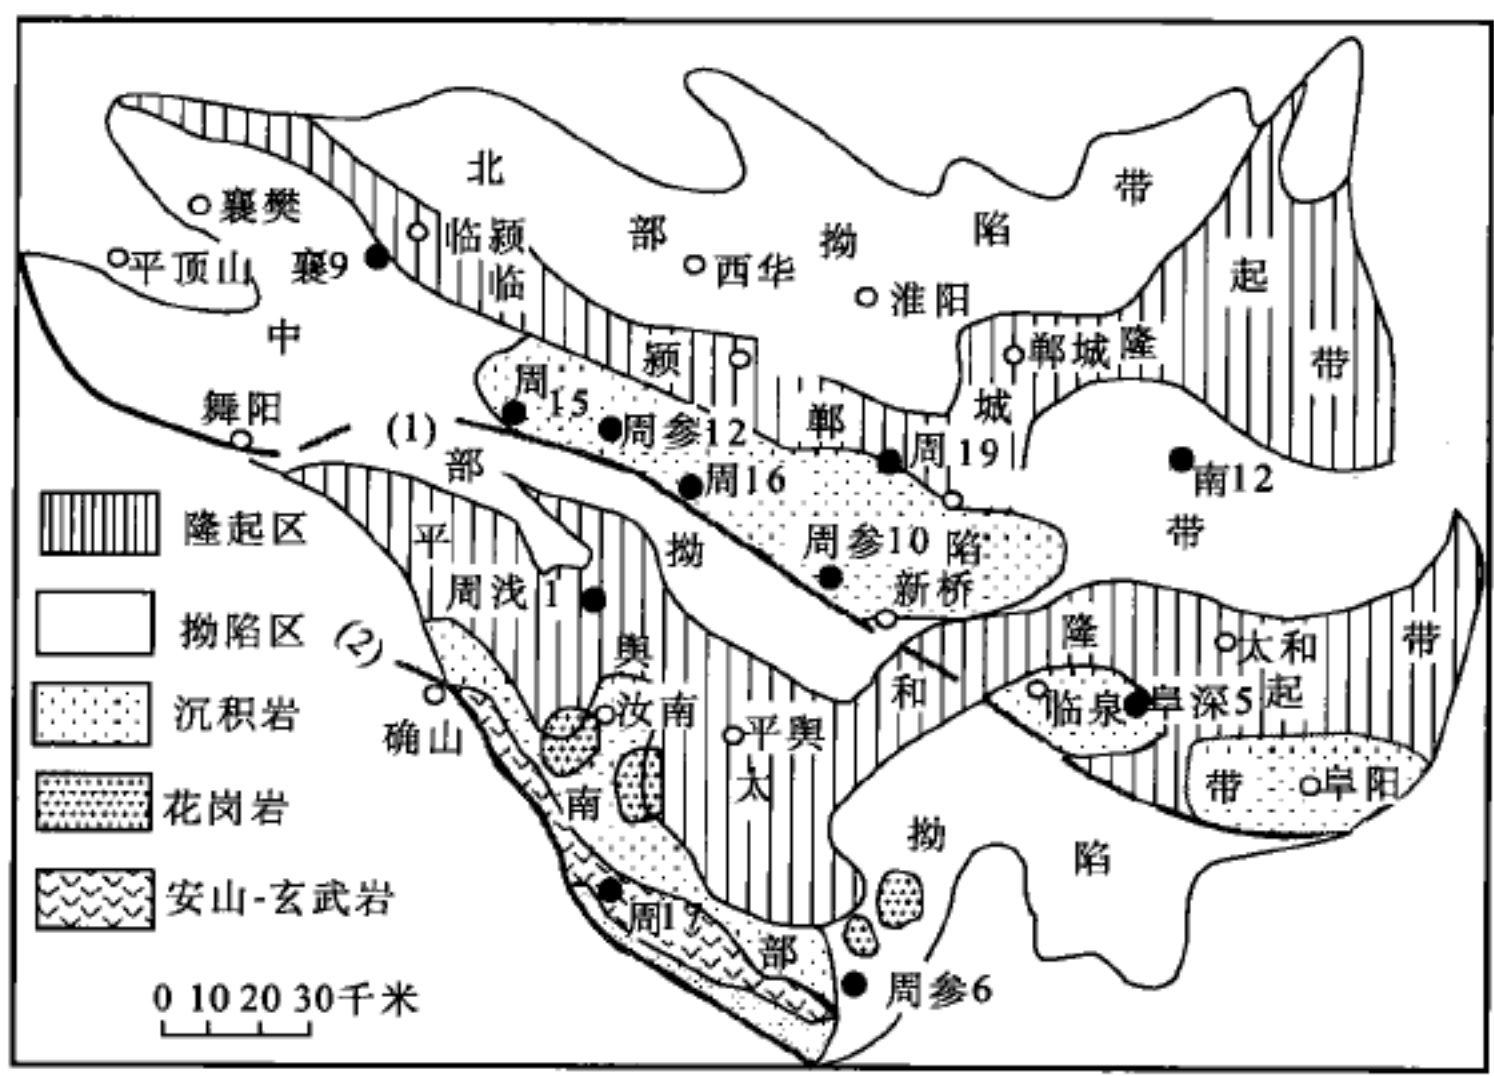 北
部
拗
陷
带
襄樊
平顶山
襄9
临颍
西华
淮阳
起
带
中
临
颍
郸城
隆
城
郸
舞阳
(1)
部
周15
周参12
周16
周19
南12
带
隆起区
平
周浅1
拗
周参10
陷
新桥
拗陷区
(2)
舆
隆
太和
带
沉积岩
确山
汝南
平舆
和
临泉
阜深5
起
花岗岩
南
太
拗
陷
带
阜阳
安山-玄武岩
周17
部
周参6
0 10 20 30千米